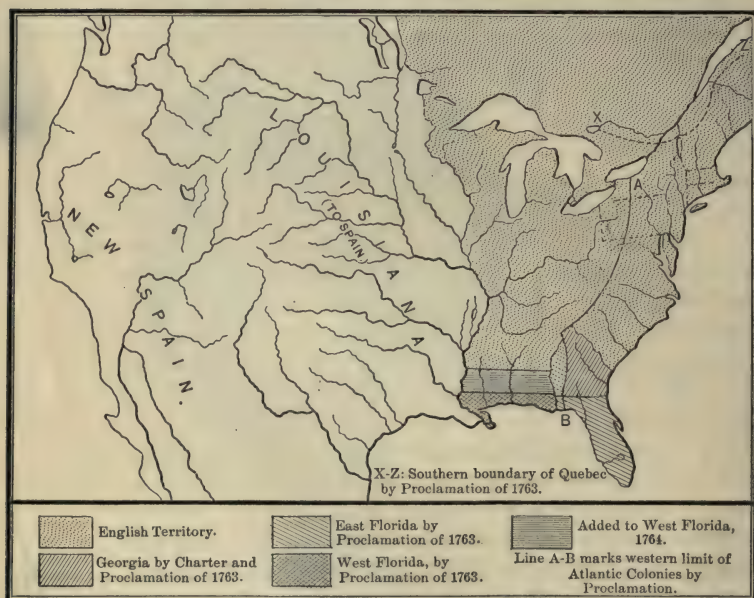 X
A
LOUISIANA
(TO SPAIN)
NEW
SPAIN.
B
X-Z: Southern boundary of Quebec
by Proclamation of 1763.
English Territory.
Georgia by Charter and
Proclamation of 1763.
East Florida by
Proclamation of 1763.
West Florida, by
Proclamation of 1763.
Added to West Florida,
1764.
Line A-B marks western limit of
Atlantic Colonies by
Proclamation.